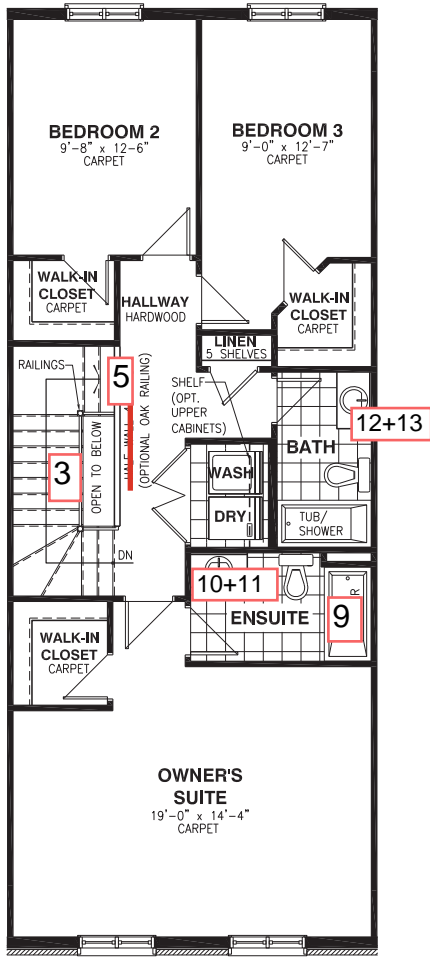 BEDROOM 2
9'-8" x 12-6"
CARPET
BEDROOM 3
9'-0" x 12'-7"
CARPET
WALK-IN
CLOSET
CARPET
HALLWAY
HARDWOOD
WALK-IN
CLOSET
CARPET
LINEN
5 SHELVES
RAILINGS
5
(OPTIONAL OAK RAILING)
SHELF
(OPT.
UPPER
CABINETS)
12+13
BATH
3
OPEN TO BELOW
WASH
DRY
TUB/
SHOWER
DN
10+11
ENSUITE
9
WALK-IN
CLOSET
CARPET
OWNER'S
SUITE
19'-0" x 14'-4"
CARPET